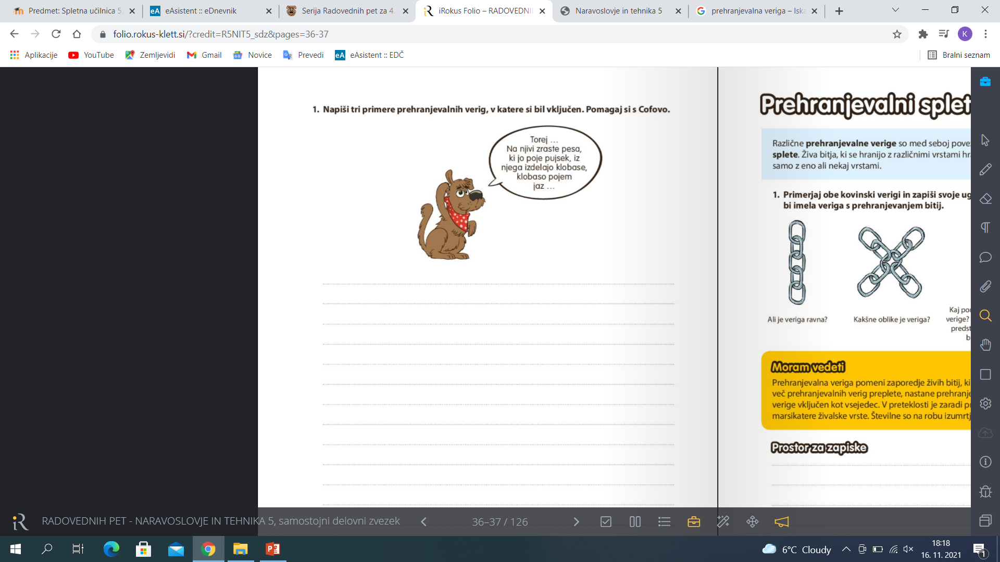 Predmet: Spletna učilnica 5.
eAsistent :: eDnevnik
Serija Radovednih pet za 4.
iRokus Folio – RADOVEDNIH
Naravoslovje in tehnika 5
prehranjevalna veriga – Iska
folio.rokus-klett.si/?credit=R5NIT5_sdz&pages=36-37
K
Aplikacije
YouTube
Zemljevidi
Gmail
Novice
Prevedi
eA
eAsistent :: EDČ
Bralni seznam
1. Napiši tri primere prehranjevalnih verig, v katere si bil vključen. Pomagaj si s Cofovo.
Torej ...
Na njivi zraste pesa,
ki jo poje pujsek, iz
njega izdelajo klobase,
klobaso pojem
jaz ...
Prehranjevalni splet
Različne prehranjevalne verige so med seboj pove
splete. Živa bitja, ki se hranijo z različnimi vrstami hr
samo z eno ali nekaj vrstami.
1. Primerjaj obe kovinski verigi in zapiši svoje ug
bi imela veriga s prehranjevanjem bitij.
Ali je veriga ravna?
Kakšne oblike je veriga?
Kaj po
verige?
predst
b
Moram vedeti
Prehranjevalna veriga pomeni zaporedje živih bitij, ki
več prehranjevalnih verig preplete, nastane prehranje
verige vključen kot vsejedec. V preteklosti je zaradi p
marsikatere živalske vrste. Številne so na robu izumrtj
Prostor za zapiske
iR
RADOVEDNIH PET - NARAVOSLOVJE IN TEHNIKA 5, samostojni delovni zvezek
36–37 / 126
6°C Cloudy
18:18
16. 11. 2021
1